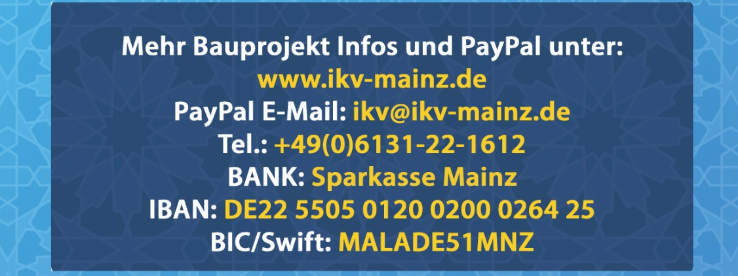 Mehr Bauprojekt Infos und PayPal unter:
www.ikv-mainz.de
PayPal E-Mail: ikv@ikv-mainz.de
Tel.: +49(0)6131-22-1612
BANK: Sparkasse Mainz
IBAN: DE22 5505 0120 0200 0264 25
BIC/Swift: MALADE51MNZ